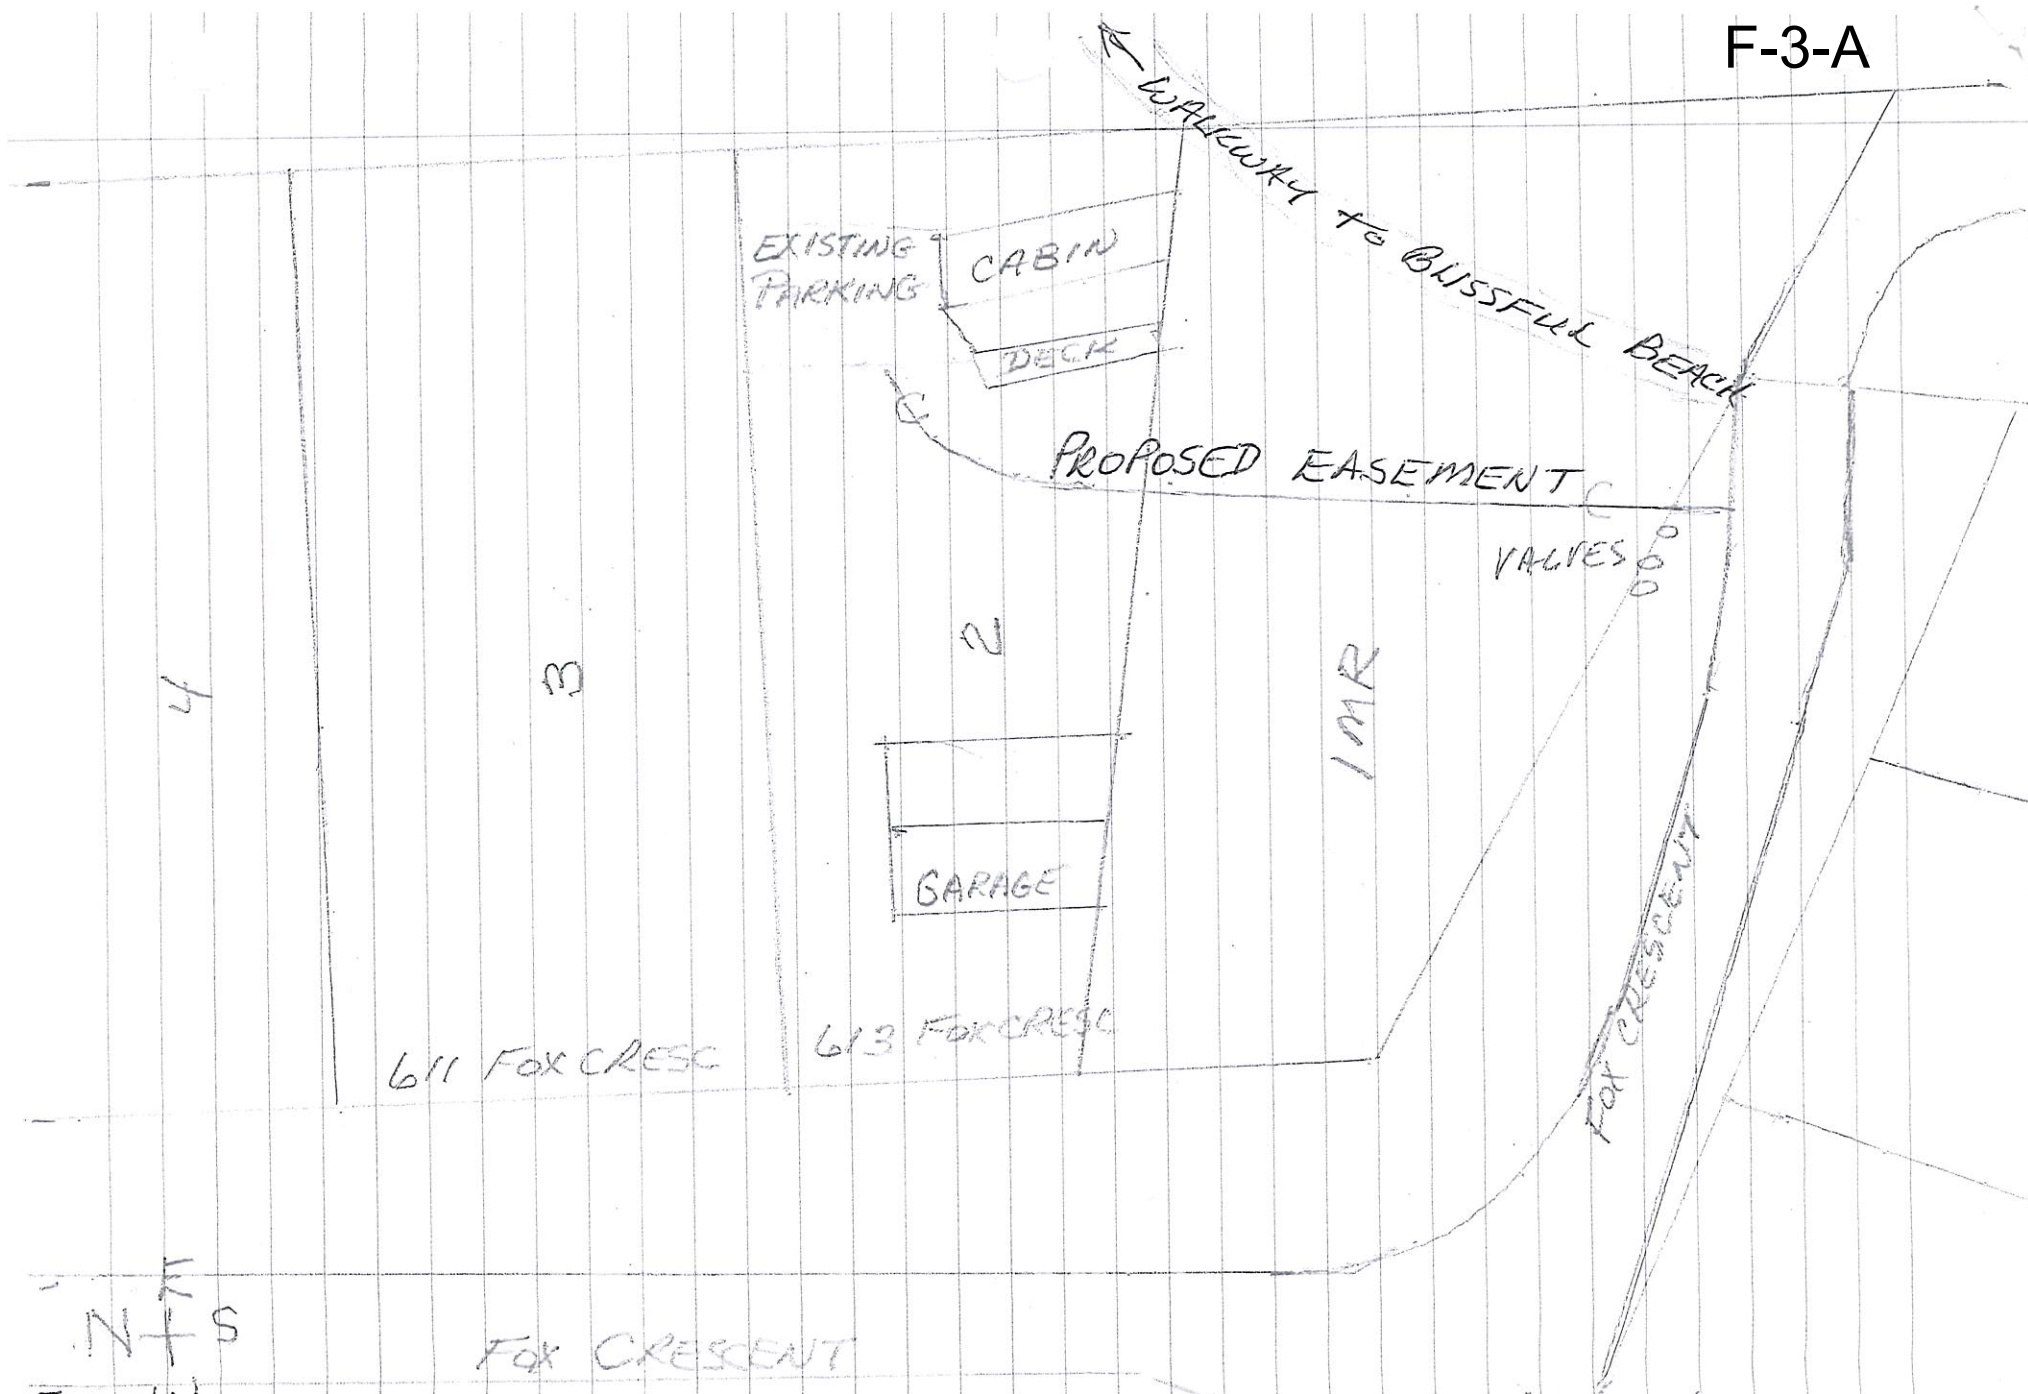 F-3-A
WALKWAY to BLISSFUL BEACH
EXISTING
PARKING
CABIN
DECK
C
PROPOSED EASEMENT
C
VALVES
4
3
2
1MR
GARAGE
611 FOX CRESC
613 FOX CRESC
FOX CRESCENT
E
N S
W
FOX CRESCENT